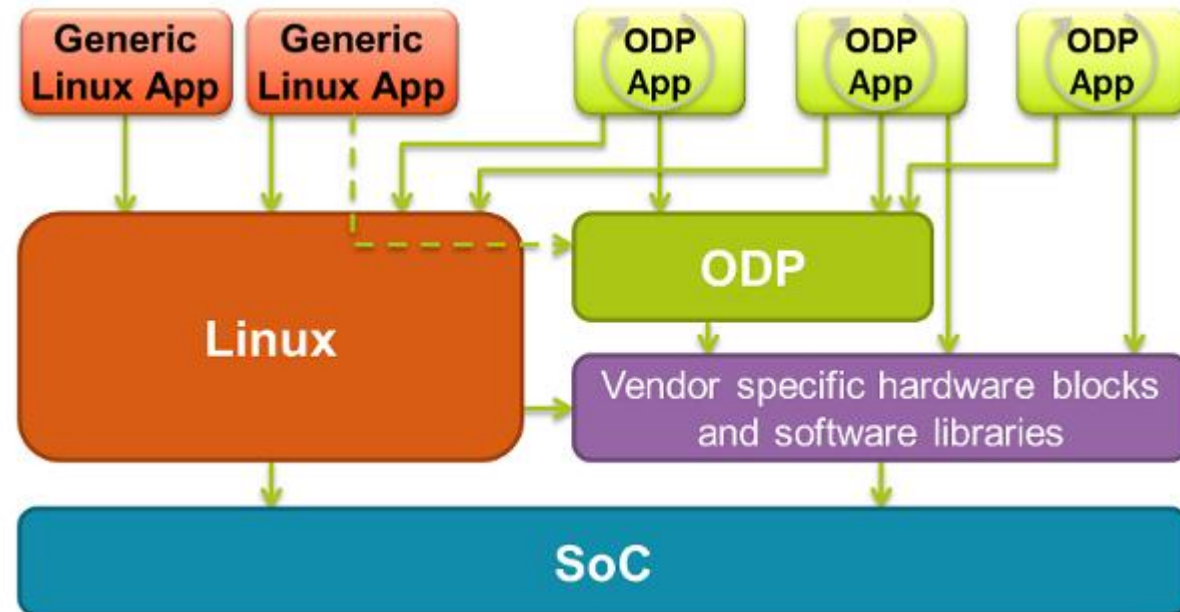 Generic
Linux App
Generic
Linux App
ODP
App
ODP
App
ODP
App
Linux
ODP
Vendor specific hardware blocks
and software libraries
SoC